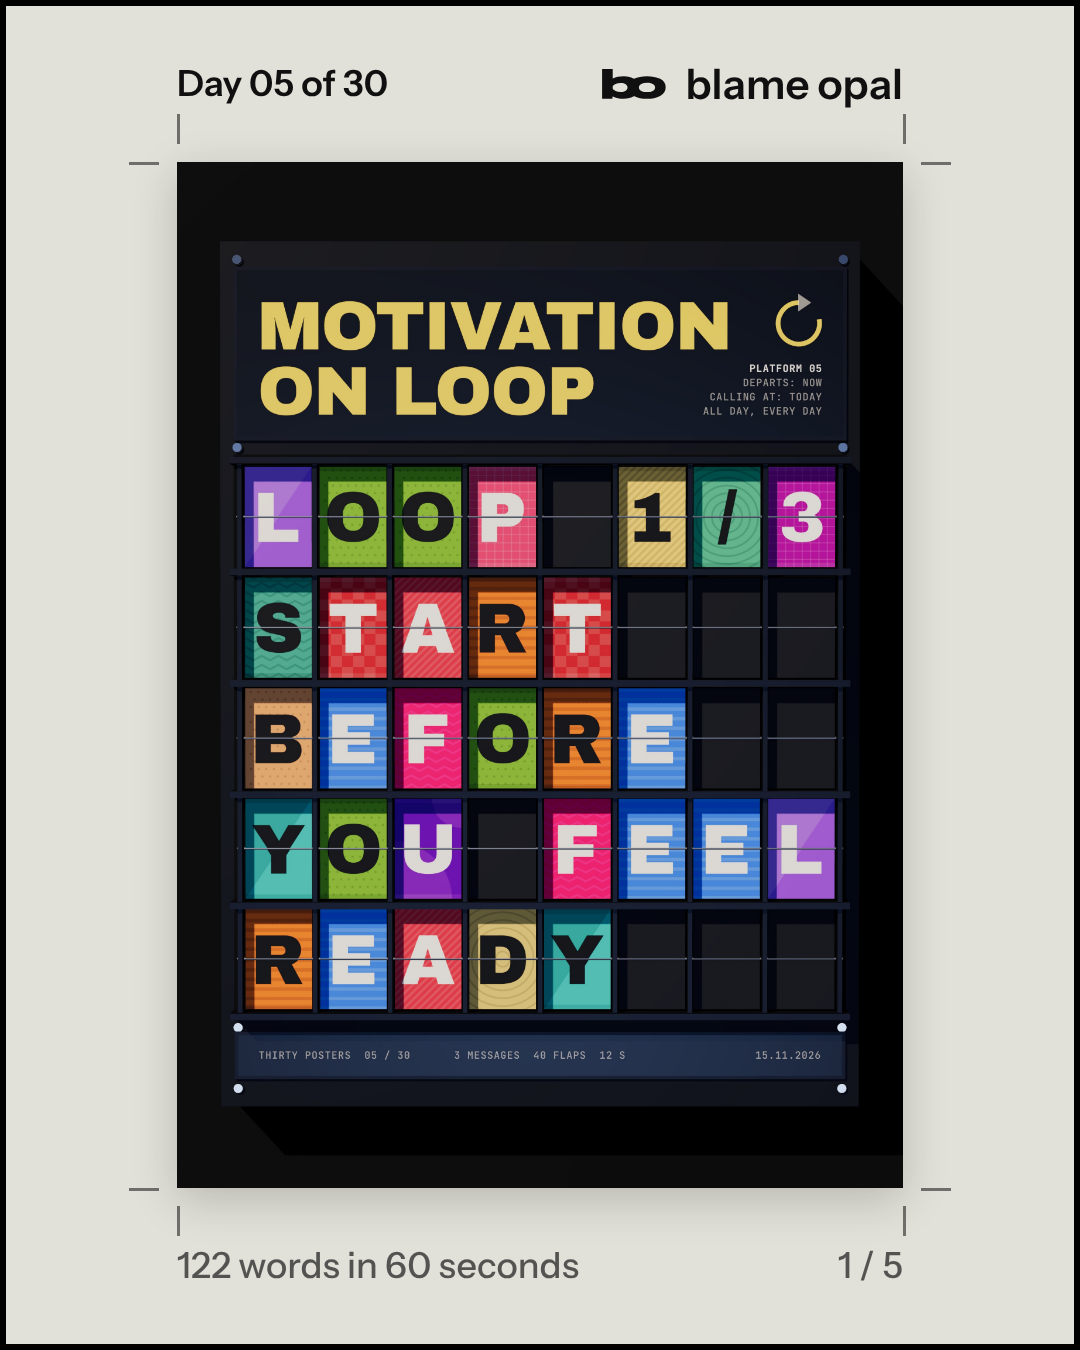 Day 05 of 30
bo blame opal
MOTIVATION
ON LOOP
PLATFORM 05
DEPARTS: NOW
CALLING AT: TODAY
ALL DAY, EVERY DAY
LOOP 1/3
START
BEFORE
YOU FEEL
READY
THIRTY POSTERS 05 / 30 3 MESSAGES 40 FLAPS 12 S 15.11.2026
122 words in 60 seconds
1 / 5